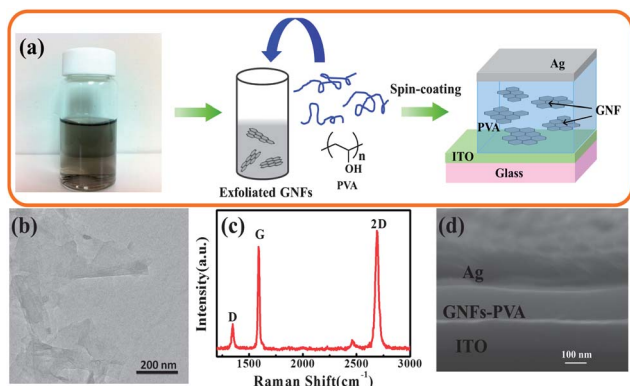 (a)
Exfoliated GNFs
n
OH
PVA
Spin-coating
Ag
GNF
PVA
ITO
Glass
(b)
200 nm
(c)
D
G
2D
Intensity(a.u.)
1500
2000
2500
3000
Raman Shift(cm⁻¹)
(d)
Ag
GNFs-PVA
ITO
100 nm